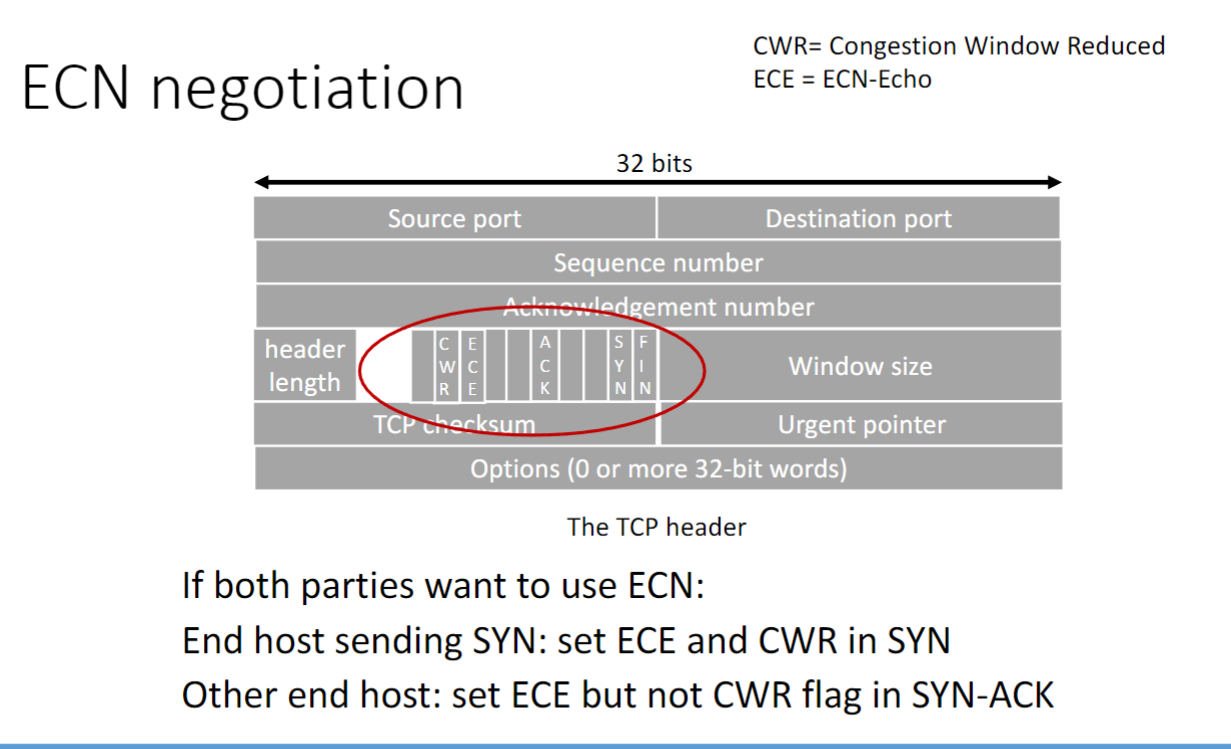 CWR= Congestion Window Reduced
ECE = ECN-Echo
ECN negotiation
32 bits
Source port
Destination port
Sequence number
Acknowledgement number
header
length
CWR
ECE
ACK
SYN
FIN
Window size
TCP checksum
Urgent pointer
Options (0 or more 32-bit words)
The TCP header
If both parties want to use ECN:
End host sending SYN: set ECE and CWR in SYN
Other end host: set ECE but not CWR flag in SYN-ACK